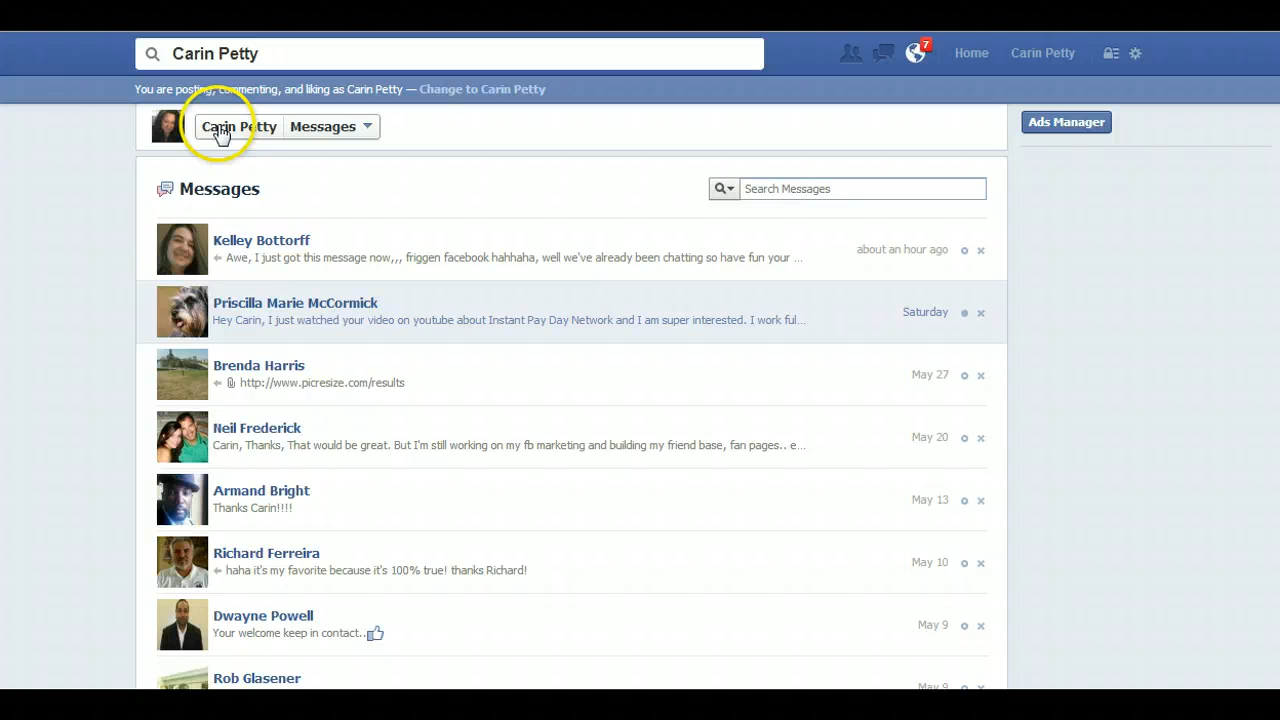 Carin Petty
7
Home
Carin Petty
You are posting, commenting, and liking as Carin Petty — Change to Carin Petty
Carin Petty
Messages
Ads Manager
Messages
Search Messages
Kelley Bottorff
Awe, I just got this message now,,, friggen facebook hahhaha, well we've already been chatting so have fun your ...
about an hour ago
Priscilla Marie McCormick
Hey Carin, I just watched your video on youtube about Instant Pay Day Network and I am super interested. I work ful...
Saturday
Brenda Harris
http://www.picresize.com/results
May 27
Neil Frederick
Carin, Thanks, That would be great. But I'm still working on my fb marketing and building my friend base, fan pages.. e...
May 20
Armand Bright
Thanks Carin!!!!
May 13
Richard Ferreira
haha it's my favorite because it's 100% true! thanks Richard!
May 10
Dwayne Powell
Your welcome keep in contact..
May 9
Rob Glasener
May 9